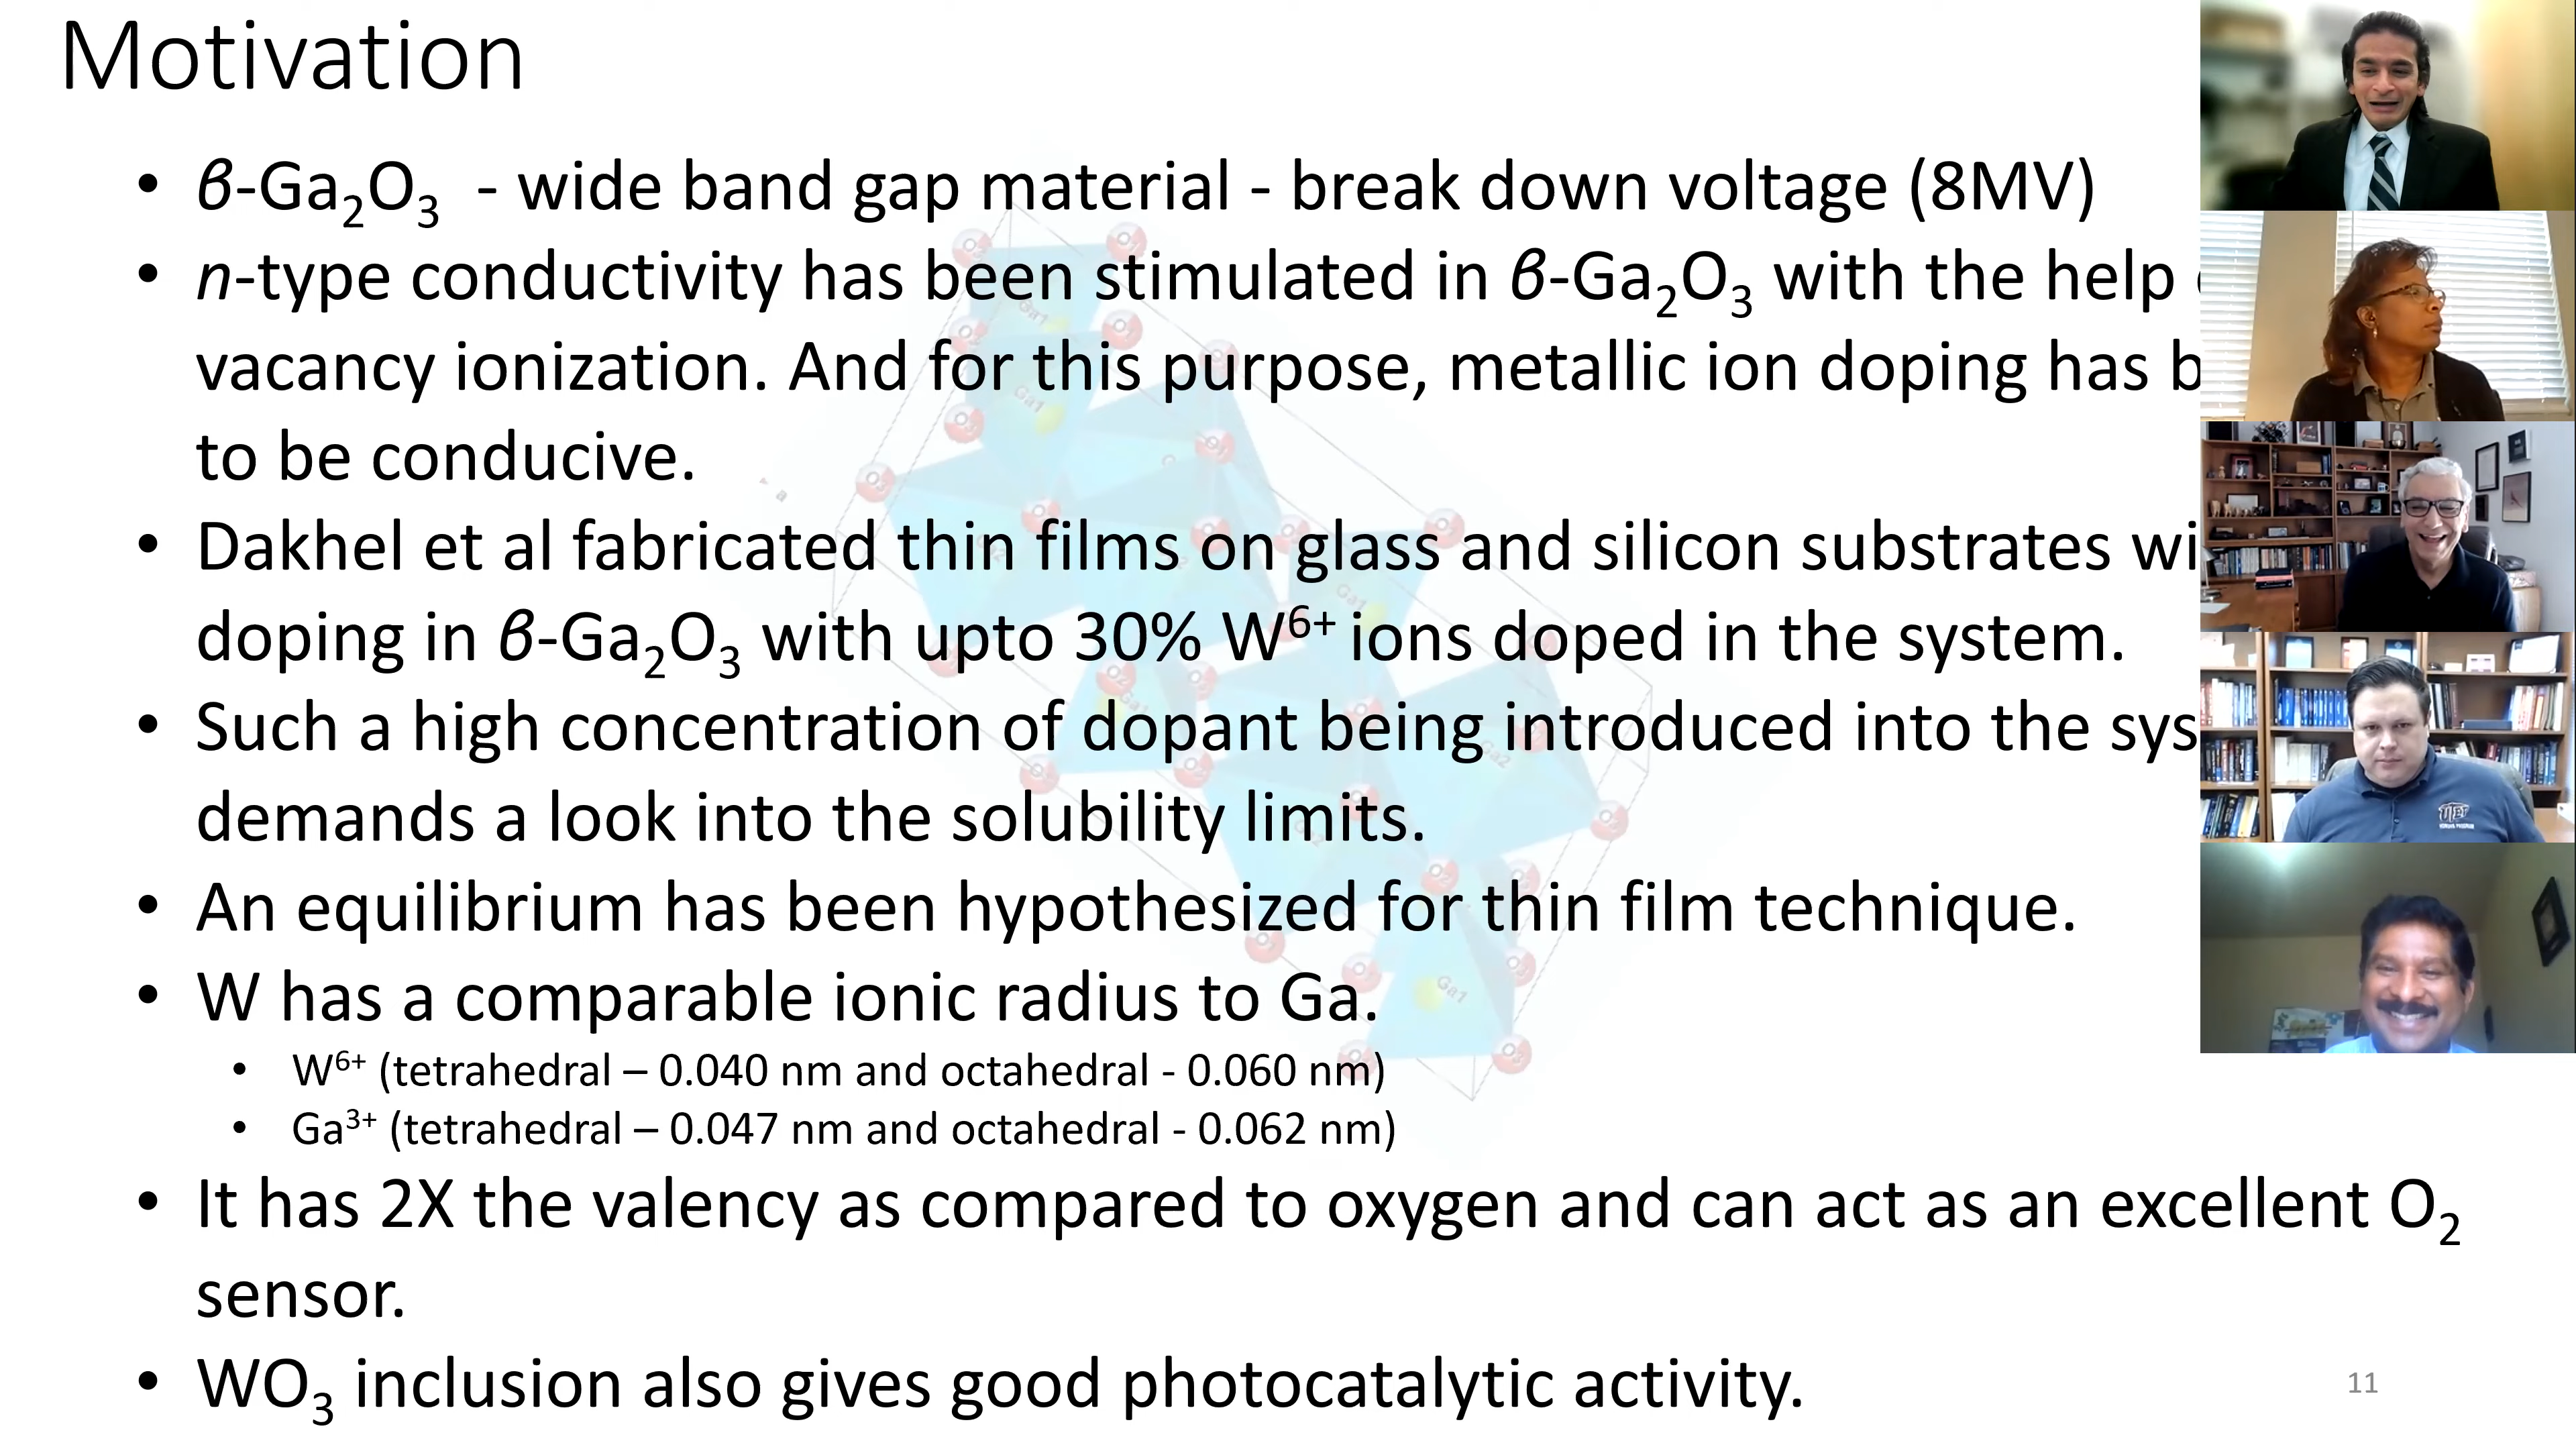 Motivation
• β-Ga₂O₃ - wide band gap material - break down voltage (8MV)
• n-type conductivity has been stimulated in β-Ga₂O₃ with the help
vacancy ionization. And for this purpose, metallic ion doping has
to be conducive.
• Dakhel et al fabricated thin films on glass and silicon substrates
doping in β-Ga₂O₃ with upto 30% W⁶⁺ ions doped in the system.
• Such a high concentration of dopant being introduced into the
demands a look into the solubility limits.
• An equilibrium has been hypothesized for thin film technique.
• W has a comparable ionic radius to Ga.
• W⁶⁺ (tetrahedral – 0.040 nm and octahedral - 0.060 nm)
• Ga³⁺ (tetrahedral – 0.047 nm and octahedral - 0.062 nm)
• It has 2X the valency as compared to oxygen and can act as an excellent O₂
sensor.
• WO₃ inclusion also gives good photocatalytic activity.
11